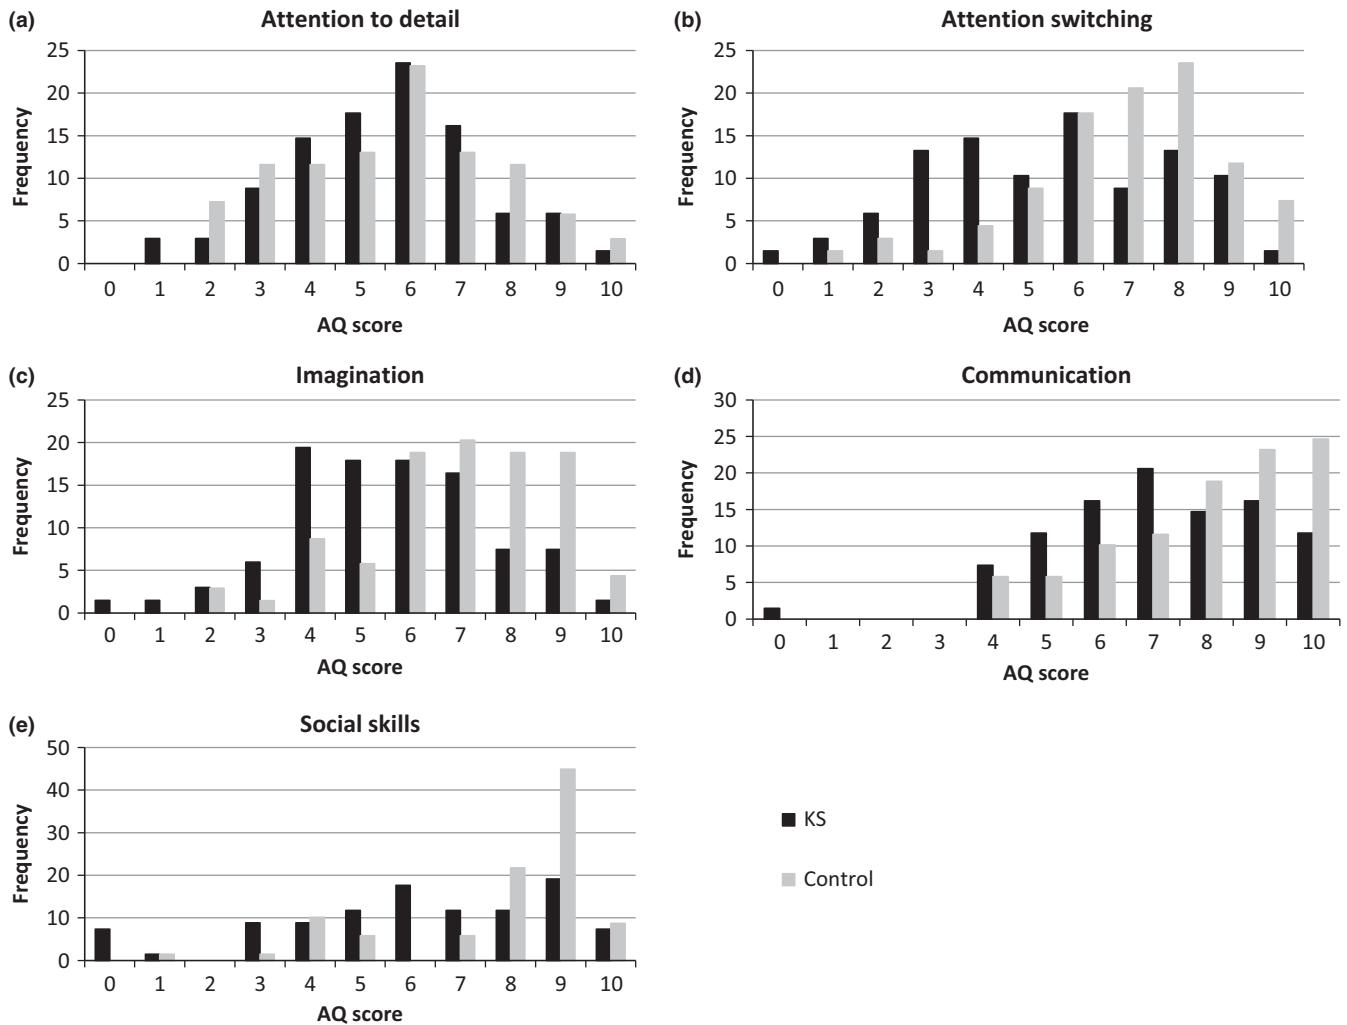 (a) Attention to detail
25
20
15
10
5
0
Frequency
0 1 2 3 4 5 6 7 8 9 10
AQ score
(b) Attention switching
25
20
15
10
5
0
Frequency
0 1 2 3 4 5 6 7 8 9 10
AQ score
(c) Imagination
25
20
15
10
5
0
Frequency
0 1 2 3 4 5 6 7 8 9 10
AQ score
(d) Communication
30
25
20
15
10
5
0
Frequency
0 1 2 3 4 5 6 7 8 9 10
AQ score
(e) Social skills
50
40
30
20
10
0
Frequency
0 1 2 3 4 5 6 7 8 9 10
AQ score
KS
Control